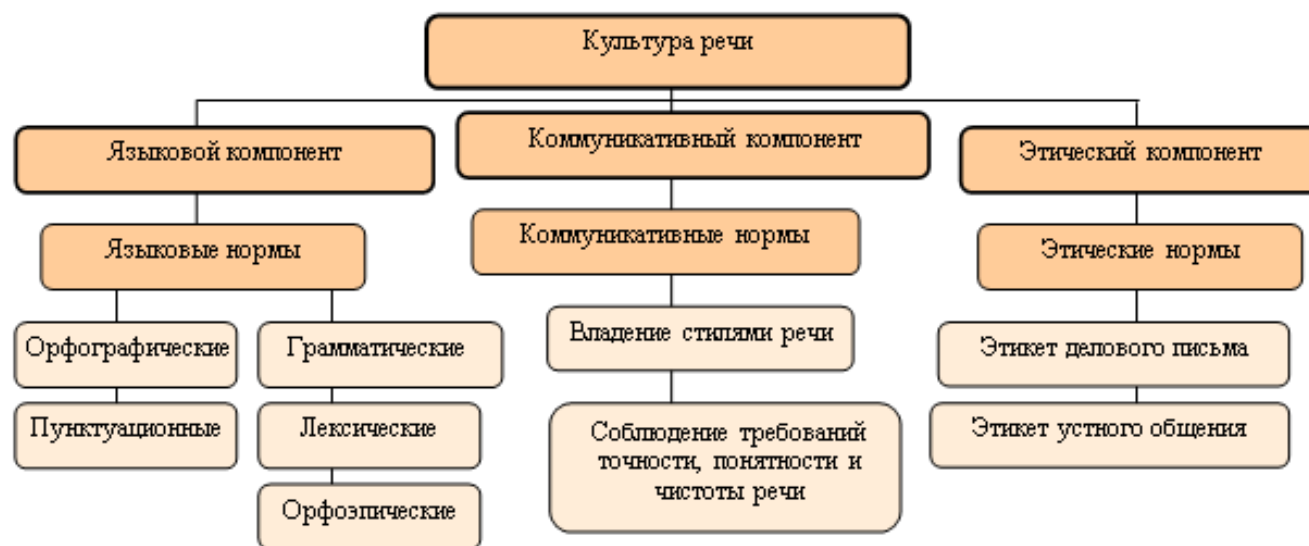 Культура речи
Языковой компонент
Коммуникативный компонент
Этический компонент
Языковые нормы
Коммуникативные нормы
Этические нормы
Орфографические
Грамматические
Владение стилями речи
Этикет делового письма
Пунктуационные
Лексические
Соблюдение требований
точности, понятности и
чистоты речи
Этикет устного общения
Орфоэпические